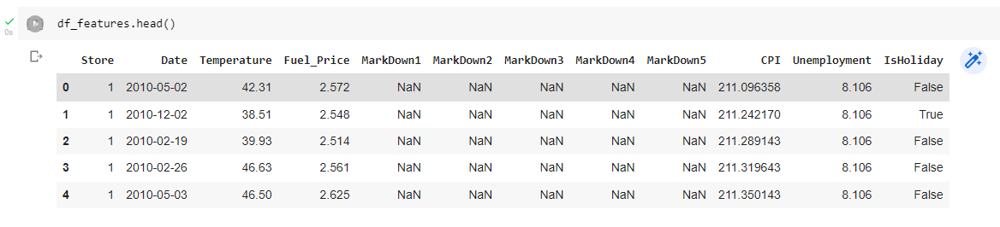 df_features.head()
0s
Store Date Temperature Fuel_Price MarkDown1 MarkDown2 MarkDown3 MarkDown4 MarkDown5 CPI Unemployment IsHoliday
0 1 2010-05-02 42.31 2.572 NaN NaN NaN NaN NaN 211.096358 8.106 False
1 1 2010-12-02 38.51 2.548 NaN NaN NaN NaN NaN 211.242170 8.106 True
2 1 2010-02-19 39.93 2.514 NaN NaN NaN NaN NaN 211.289143 8.106 False
3 1 2010-02-26 46.63 2.561 NaN NaN NaN NaN NaN 211.319643 8.106 False
4 1 2010-05-03 46.50 2.625 NaN NaN NaN NaN NaN 211.350143 8.106 False